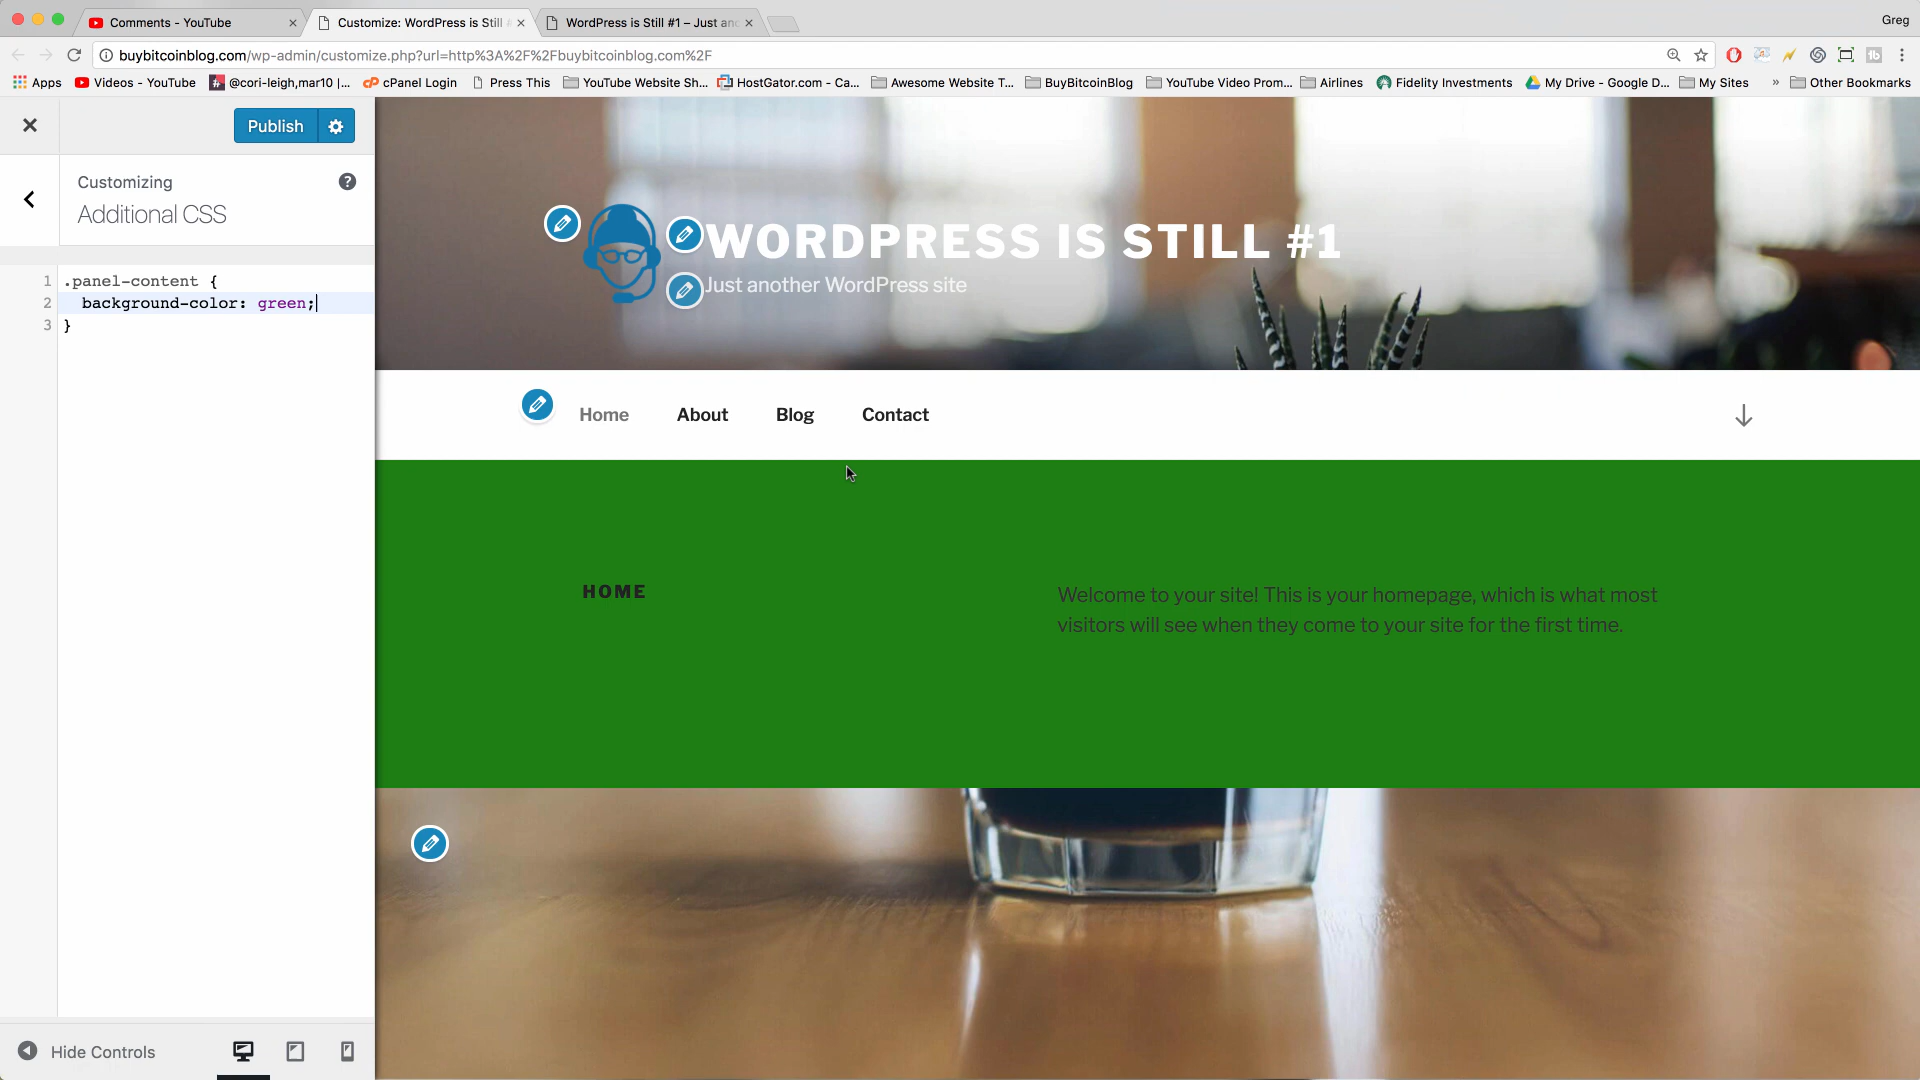 Comments - YouTube
Customize: WordPress is Still #
WordPress is Still #1 – Just an
Greg
buybitcoinblog.com/wp-admin/customize.php?url=http%3A%2F%2Fbuybitcoinblog.com%2F
Apps
Videos - YouTube
@cori-leigh,mar10 |...
cPanel Login
Press This
YouTube Website Sh...
HostGator.com - Ca...
Awesome Website T...
BuyBitcoinBlog
YouTube Video Prom...
Airlines
Fidelity Investments
My Drive - Google D...
My Sites
»
Other Bookmarks
Publish
Customizing
Additional CSS
1 .panel-content {
2 background-color: green;
3 }
WORDPRESS IS STILL #1
Just another WordPress site
Home About Blog Contact
HOME
Welcome to your site! This is your homepage, which is what most
visitors will see when they come to your site for the first time.
Hide Controls